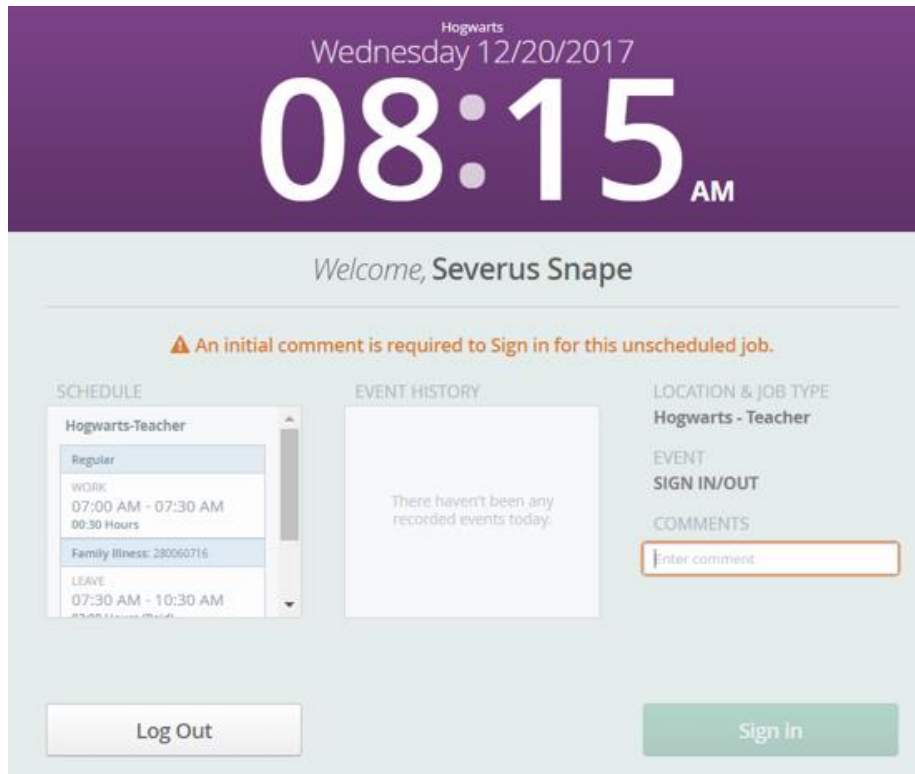 Hogwarts
Wednesday 12/20/2017
08:15 AM
Welcome, Severus Snape
An initial comment is required to Sign in for this unscheduled job.
SCHEDULE
Hogwarts-Teacher
Regular
WORK
07:00 AM - 07:30 AM
00:30 Hours
Family Illness: 280060716
LEAVE
07:30 AM - 10:30 AM
EVENT HISTORY
There haven't been any
recorded events today.
LOCATION & JOB TYPE
Hogwarts - Teacher
EVENT
SIGN IN/OUT
COMMENTS
Enter comment
Log Out
Sign In